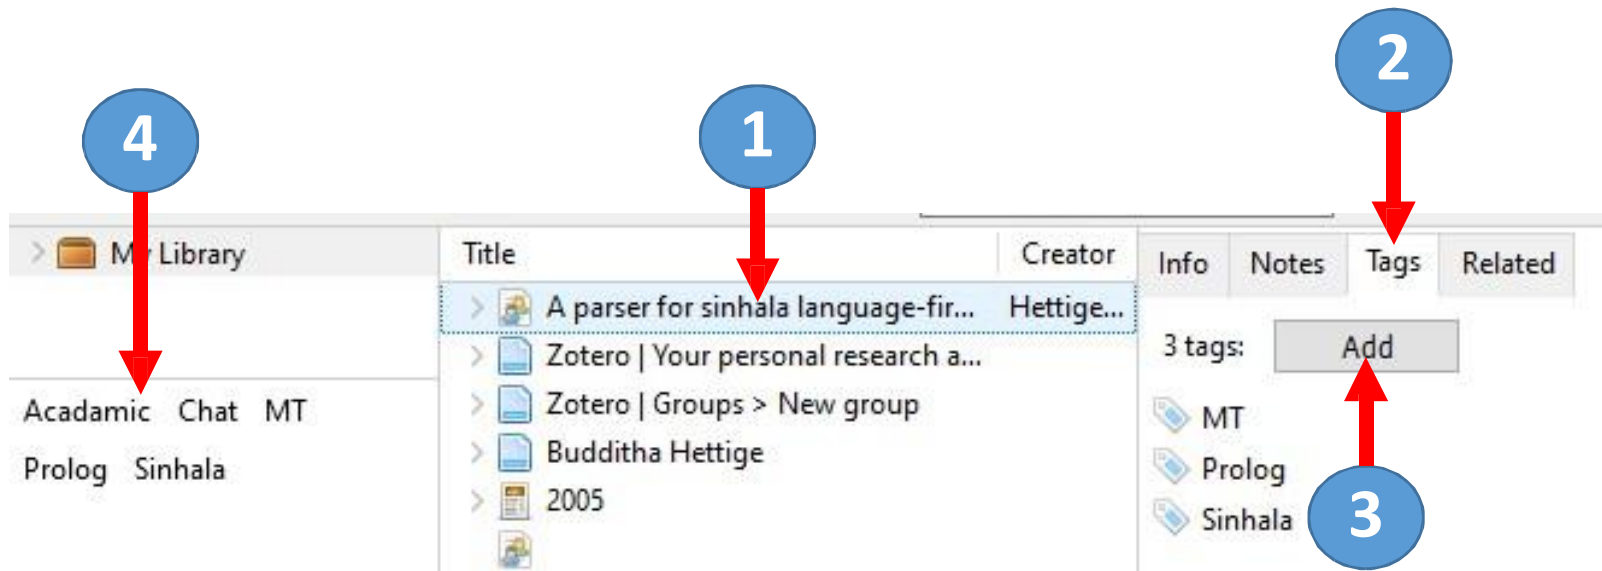 2
1
4
My Library
Title Creator
Info Notes Tags Related
A parser for sinhala language-fir... Hettige...
Zotero | Your personal research a...
3 tags: Add
Zotero | Groups > New group
Acadamic Chat MT
MT
Budditha Hettige
Prolog Sinhala
Prolog
2005
Sinhala
3